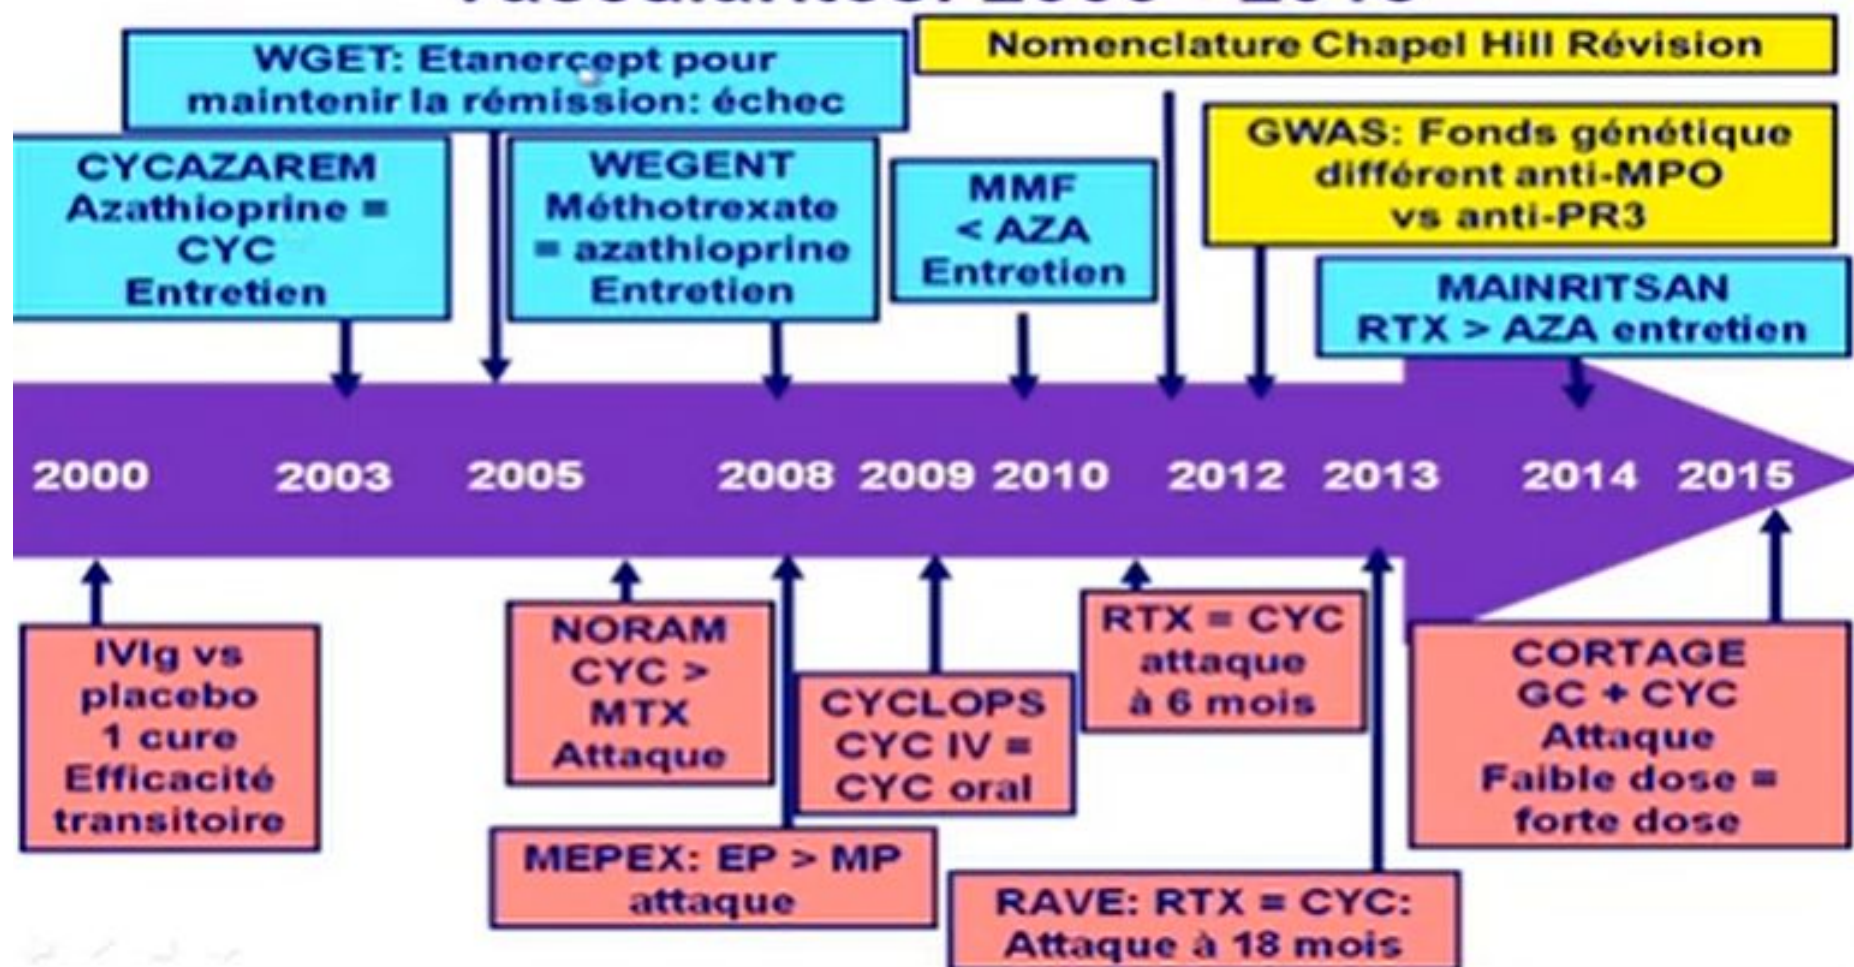 WGET: Etanercept pour
maintenir la rémission: échec
Nomenclature Chapel Hill Révision
CYCAZAREM
Azathioprine =
CYC
Entretien
WEGENT
Méthotrexate
= azathioprine
Entretien
MMF
< AZA
Entretien
GWAS: Fonds génétique
différent anti-MPO
vs anti-PR3
MAINRITSAN
RTX > AZA entretien
2000 2003 2005 2008 2009 2010 2012 2013 2014 2015
IVIg vs
placebo
1 cure
Efficacité
transitoire
NORAM
CYC >
MTX
Attaque
MEPEX: EP > MP
attaque
CYCLOPS
CYC IV =
CYC oral
RTX = CYC
attaque
à 6 mois
RAVE: RTX = CYC:
Attaque à 18 mois
CORTAGE
GC + CYC
Attaque
Faible dose =
forte dose